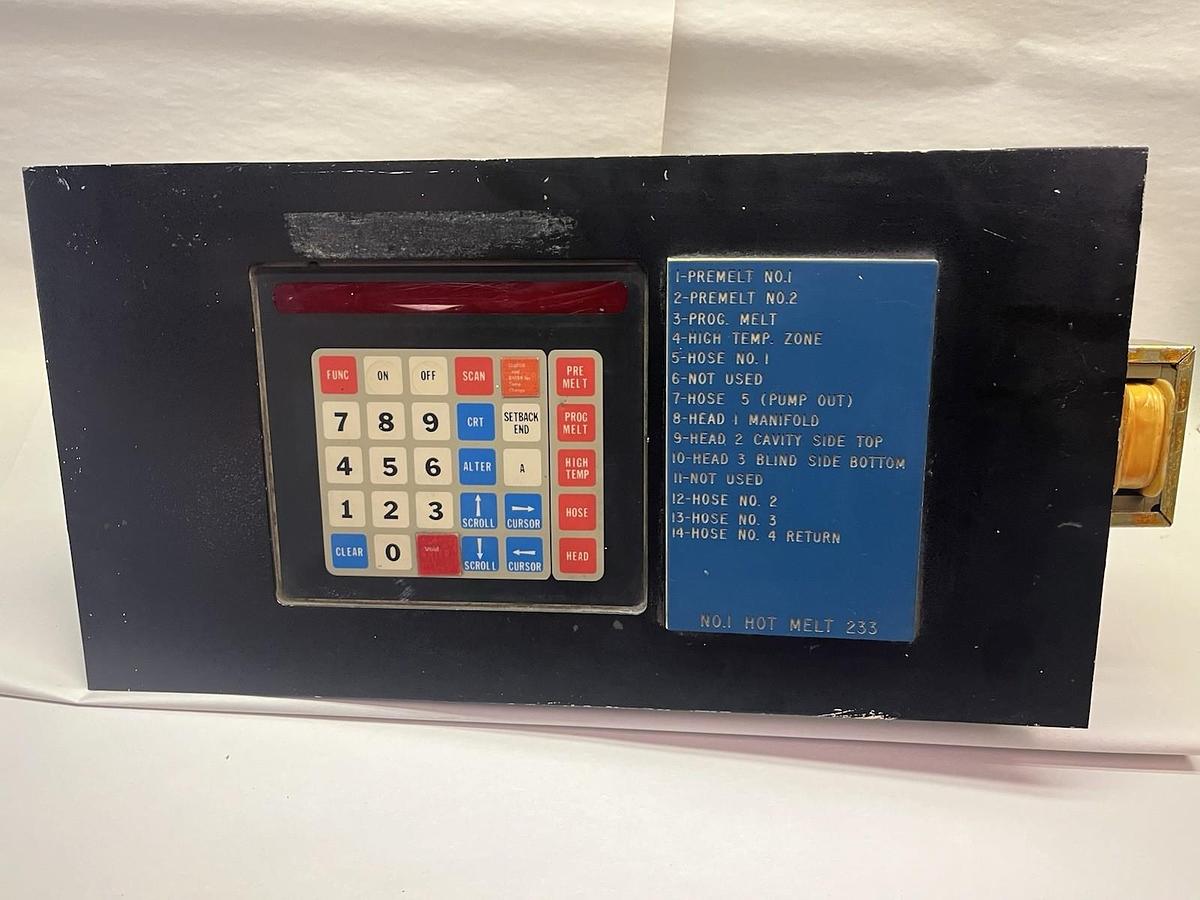 FUNC ON OFF SCAN
PRE
MELT
7 8 9 CRT
SETBACK
END
PROG
MELT
4 5 6 ALTER A
HIGH
TEMP
1 2 3 SCROLL CURSOR HOSE
CLEAR 0 Void SCROLL CURSOR HEAD
1-PREMELT NO.1
2-PREMELT NO.2
3-PROG. MELT
4-HIGH TEMP. ZONE
5-HOSE NO. 1
6-NOT USED
7-HOSE 5 (PUMP OUT)
8-HEAD 1 MANIFOLD
9-HEAD 2 CAVITY SIDE TOP
10-HEAD 3 BLIND SIDE BOTTOM
11-NOT USED
12-HOSE NO. 2
13-HOSE NO. 3
14-HOSE NO. 4 RETURN
NO.1 HOT MELT 233